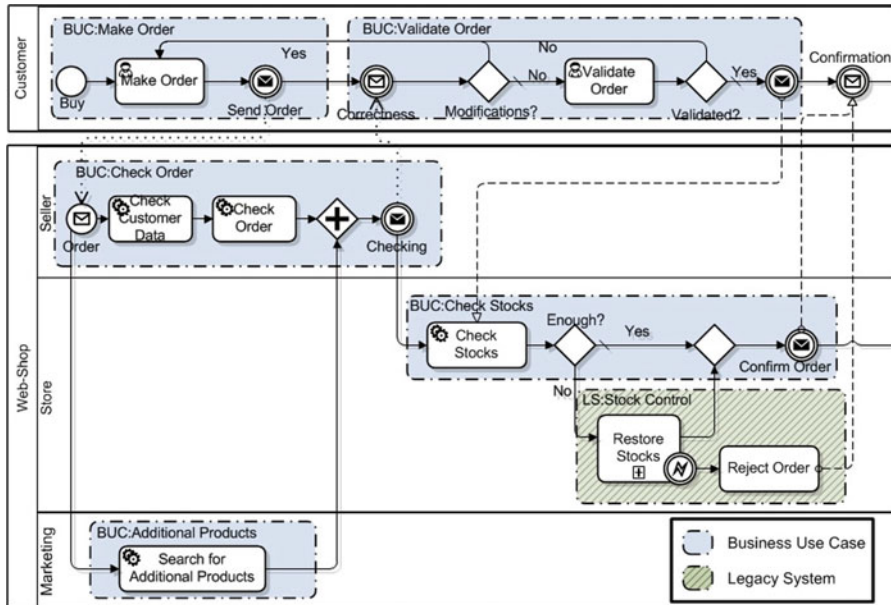 Customer
BUC:Make Order
BUC:Validate Order
Yes
No
Confirmation
Buy
Make Order
Send Order
Correctness
Modifications?
No
Validate
Order
Validated?
Yes
Web-Shop
Seller
BUC:Check Order
Order
Check
Customer
Data
Check
Order
Checking
Store
BUC:Check Stocks
Check
Stocks
Enough?
Yes
No
Confirm Order
LS:Stock Control
Restore
Stocks
Reject Order
Marketing
BUC:Additional Products
Search for
Additional Products
Business Use Case
Legacy System